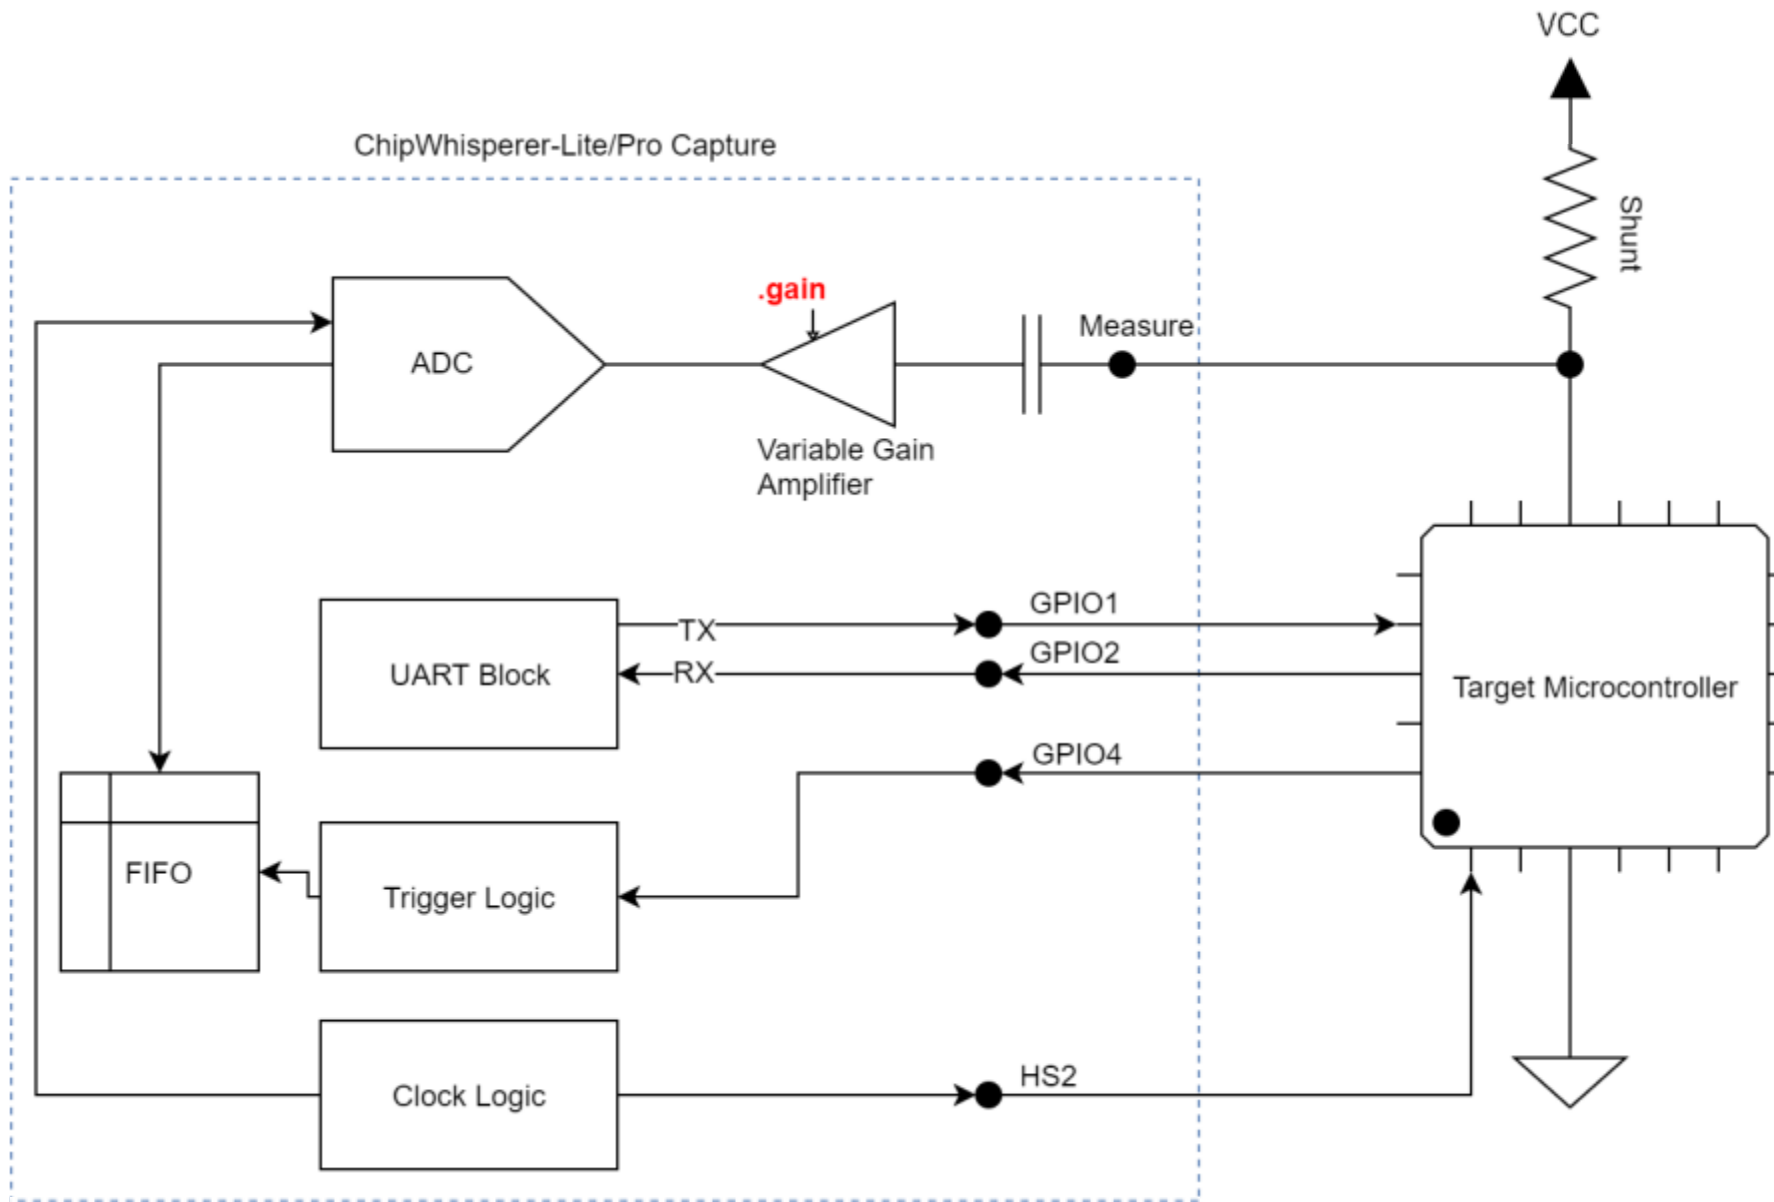 VCC
ChipWhisperer-Lite/Pro Capture
Shunt
.gain
Measure
ADC
Variable Gain
Amplifier
GPIO1
TX
GPIO2
RX
UART Block
Target Microcontroller
GPIO4
FIFO
Trigger Logic
HS2
Clock Logic